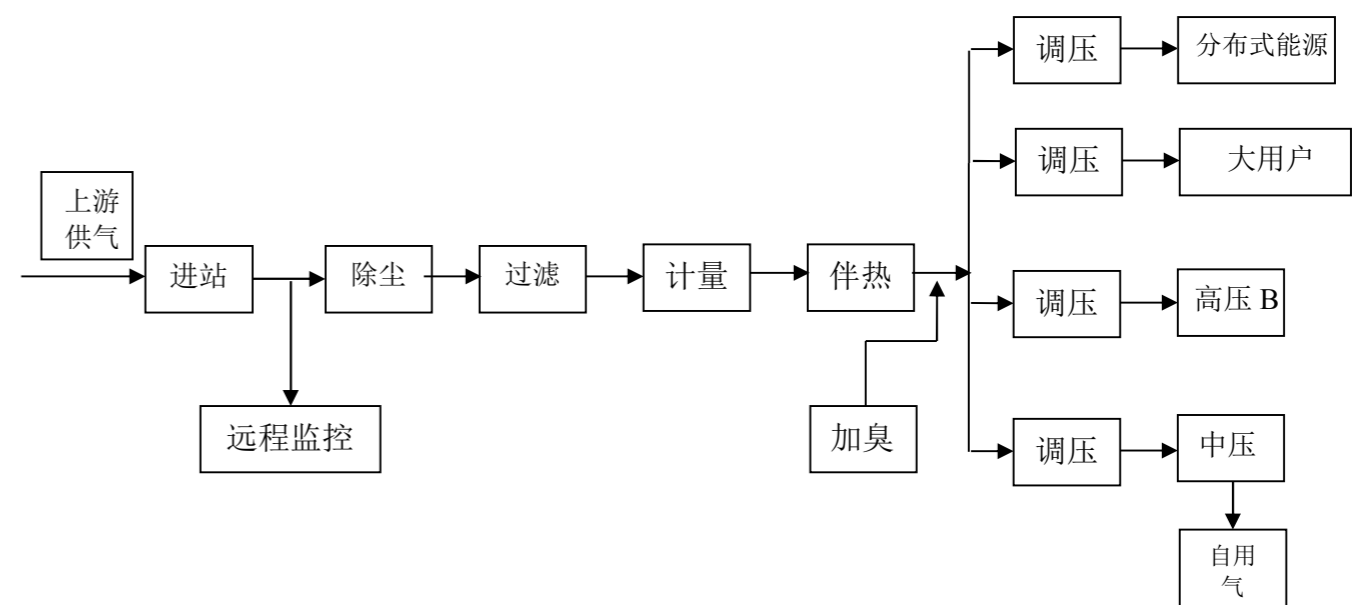 调压
分布式能源
调压
大用户
上游
供气
进站
除尘
过滤
计量
伴热
调压
高压 B
远程监控
加臭
调压
中压
自用
气